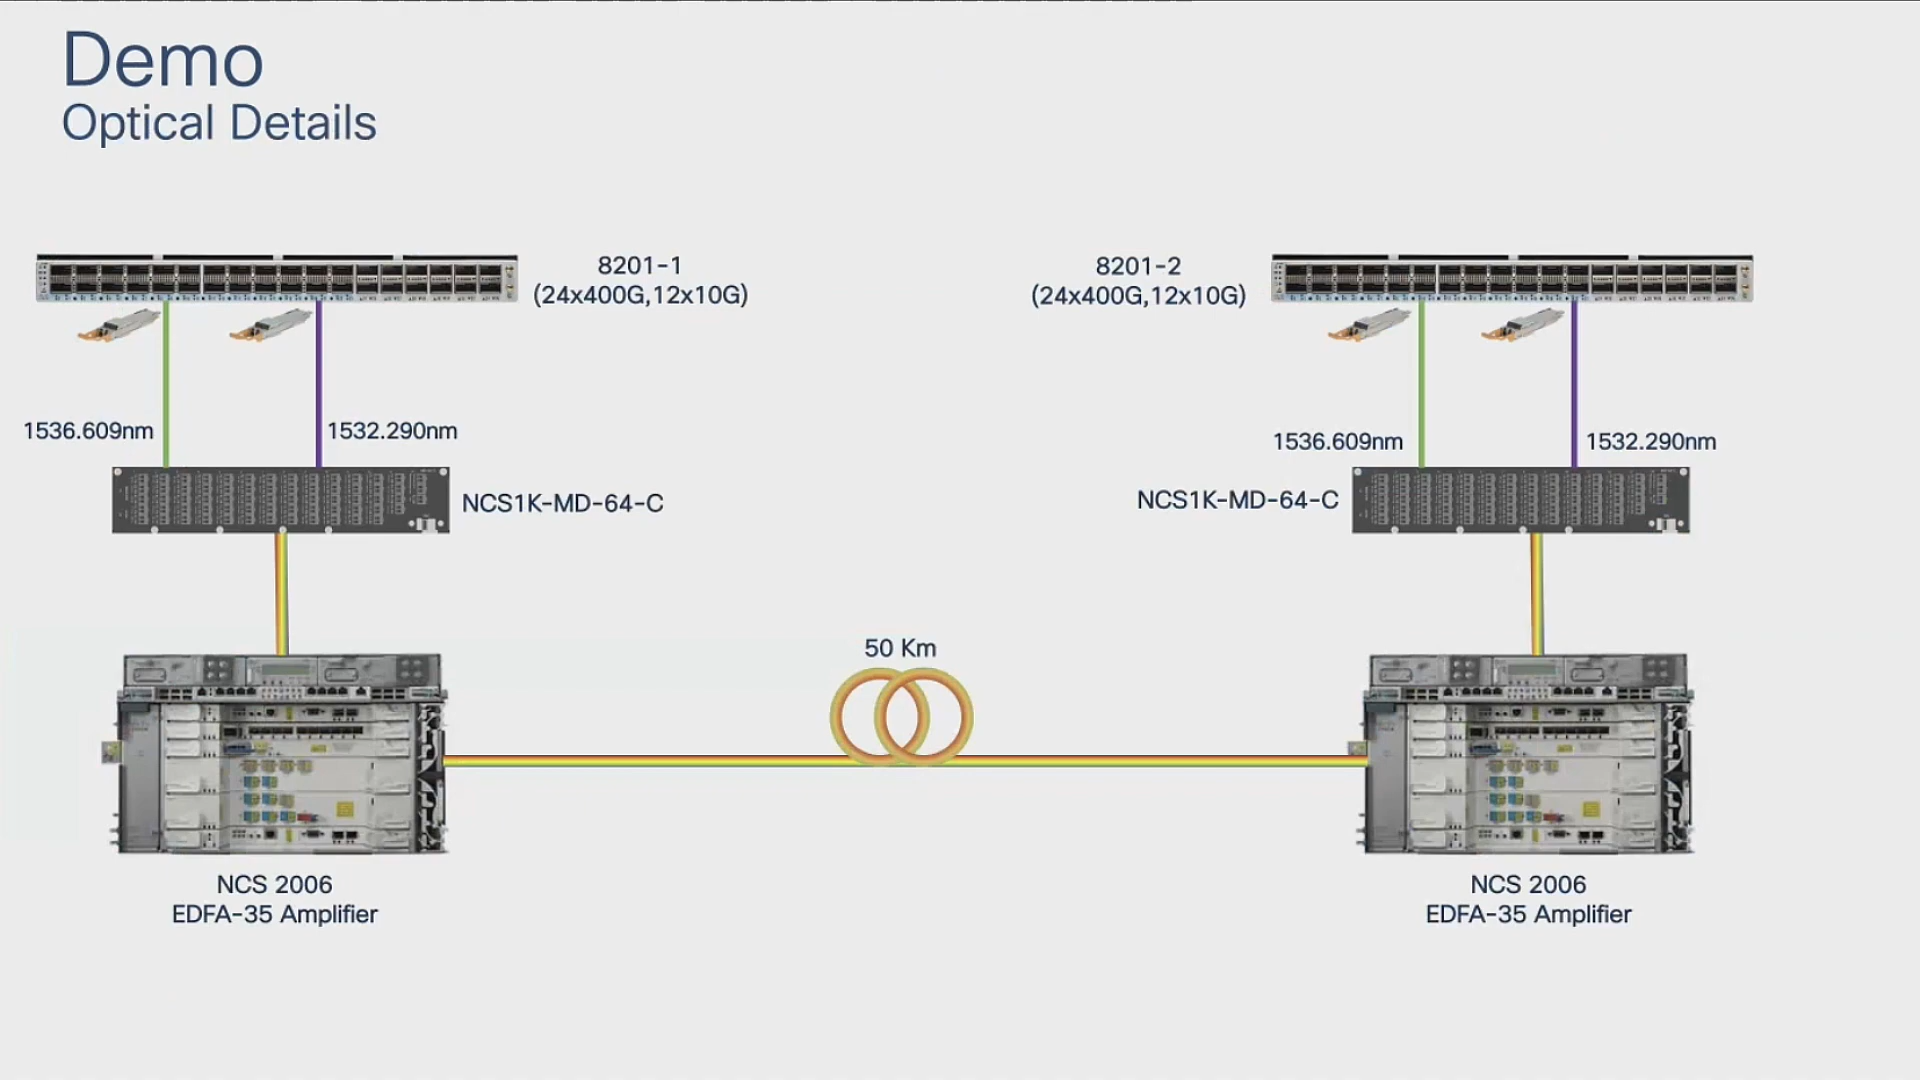 Demo
Optical Details
8201-1
(24x400G,12x10G)
8201-2
(24x400G,12x10G)
1536.609nm
1532.290nm
1536.609nm
1532.290nm
NCS1K-MD-64-C
NCS1K-MD-64-C
50 Km
NCS 2006
EDFA-35 Amplifier
NCS 2006
EDFA-35 Amplifier